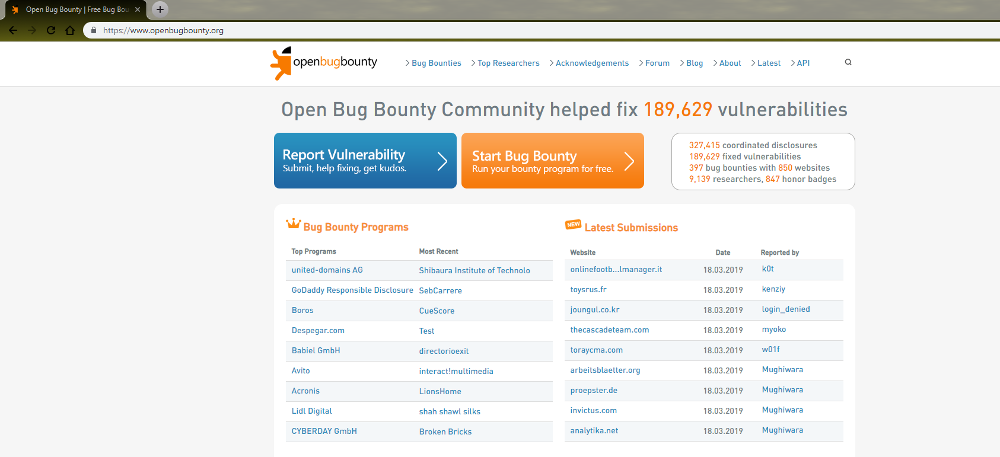 Open Bug Bounty | Free Bug Bou
https://www.openbugbounty.org
openbugbounty
Bug Bounties Top Researchers Acknowledgements Forum Blog About Latest API
Open Bug Bounty Community helped fix 189,629 vulnerabilities
Report Vulnerability
Submit, help fixing, get kudos.
Start Bug Bounty
Run your bounty program for free.
327,415 coordinated disclosures
189,629 fixed vulnerabilities
397 bug bounties with 850 websites
9,139 researchers, 847 honor badges
Bug Bounty Programs
Top Programs Most Recent
united-domains AG Shibaura Institute of Technolo
GoDaddy Responsible Disclosure SebCarrere
Boros CueScore
Despegar.com Test
Babiel GmbH directorioexit
Avito interact!multimedia
Acronis LionsHome
Lidl Digital shah shawl silks
CYBERDAY GmbH Broken Bricks
NEW Latest Submissions
Website Date Reported by
onlinefootb...lmanager.it 18.03.2019 k0t
toysrus.fr 18.03.2019 kenziy
joungul.co.kr 18.03.2019 login_denied
thecascadeteam.com 18.03.2019 myoko
toraycma.com 18.03.2019 w01f
arbeitsblaetter.org 18.03.2019 Mughiwara
proepster.de 18.03.2019 Mughiwara
invictus.com 18.03.2019 Mughiwara
analytika.net 18.03.2019 Mughiwara